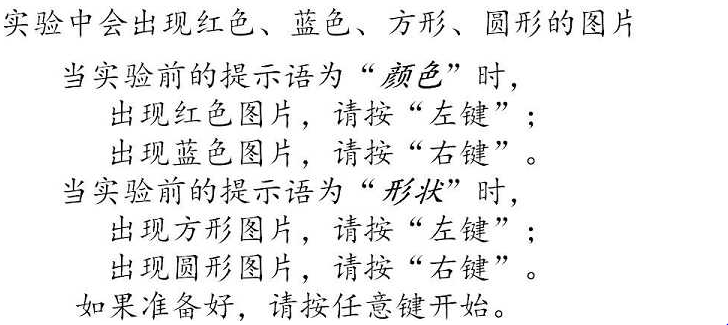 实验中会出现红色、蓝色、方形、圆形的图片
当实验前的提示语为“颜色”时，
出现红色图片，请按“左键”；
出现蓝色图片，请按“右键”。
当实验前的提示语为“形状”时，
出现方形图片，请按“左键”；
出现圆形图片，请按“右键”。
如果准备好，请按任意键开始。